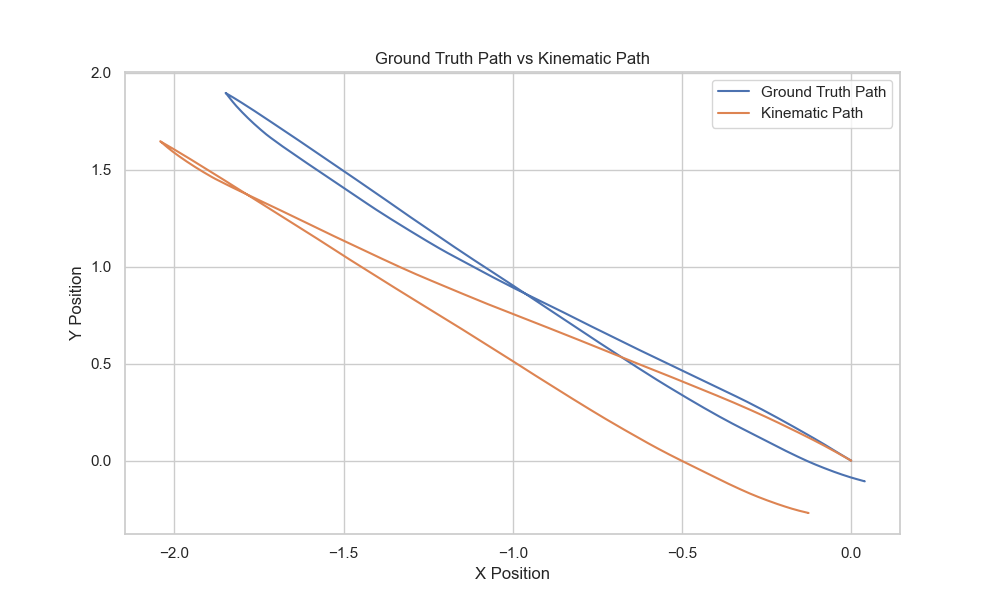 Ground Truth Path vs Kinematic Path
Ground Truth Path
Kinematic Path
Y Position
2.0
1.5
1.0
0.5
0.0
−2.0
−1.5
−1.0
−0.5
0.0
X Position